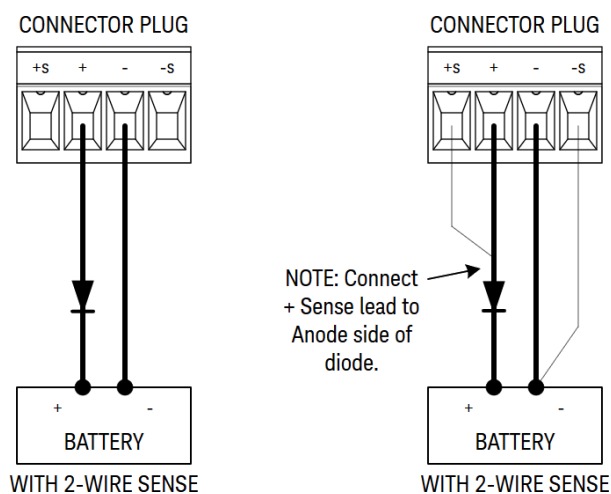 CONNECTOR PLUG
+s + - -s
+ -
BATTERY
WITH 2-WIRE SENSE
CONNECTOR PLUG
+s + - -s
NOTE: Connect
+ Sense lead to
Anode side of
diode.
+ -
BATTERY
WITH 2-WIRE SENSE